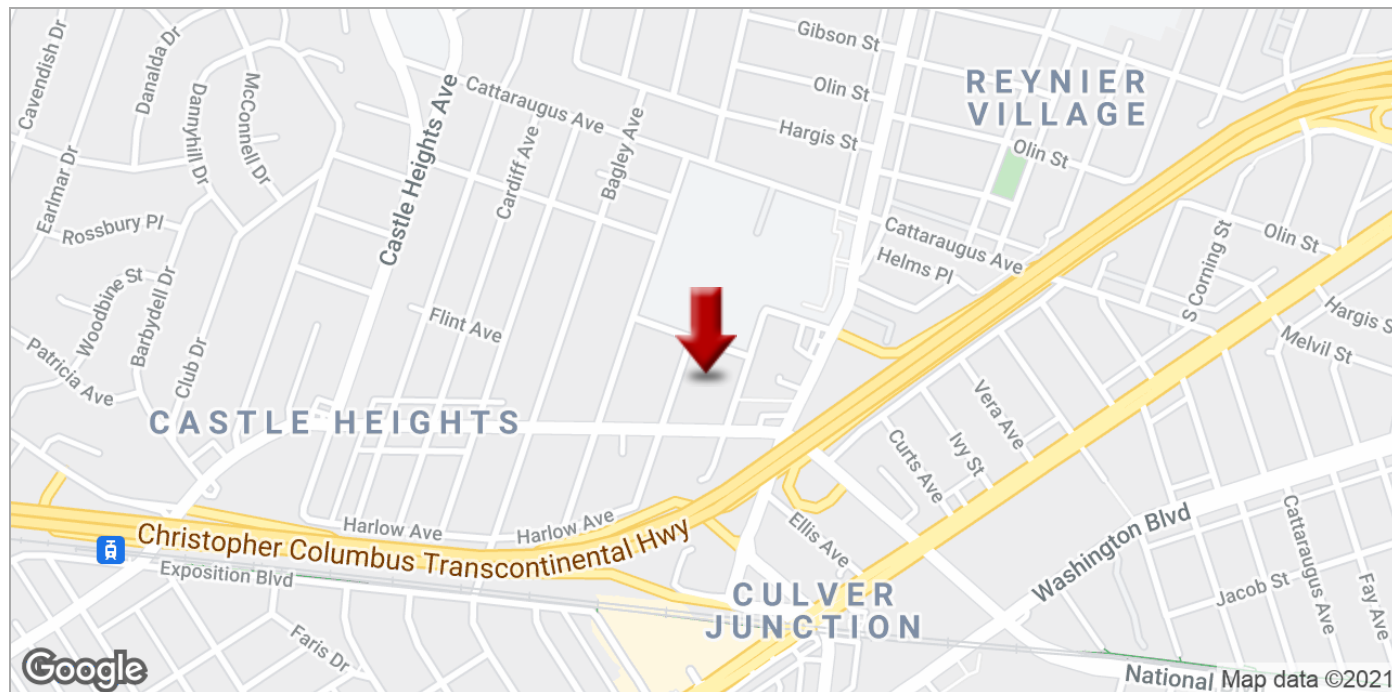 Gibson St
Cavendish Dr
Danalda Dr
Dannyhill Dr
McConnell Dr
Castle Heights Ave
Cattaraugus Ave
Cardiff Ave
Bagley Ave
Olin St
Hargis St
REYNIER
VILLAGE
Olin St
Earlmar Dr
Rossbury Pl
Woodbine St
Barbydell Dr
Club Dr
Patricia Ave
Flint Ave
Cattaraugus Ave
Helms Pl
S Corning St
Olin St
Hargis S
Melvil St
CASTLE HEIGHTS
Vera Ave
Ivy St
Curts Ave
Harlow Ave
Harlow Ave
Christopher Columbus Transcontinental Hwy
Ellis Ave
Washington Blvd
Cattaraugus Ave
Jacob St
Fay Ave
Exposition Blvd
Faris Dr
CULVER
JUNCTION
National
Google
Map data ©2021